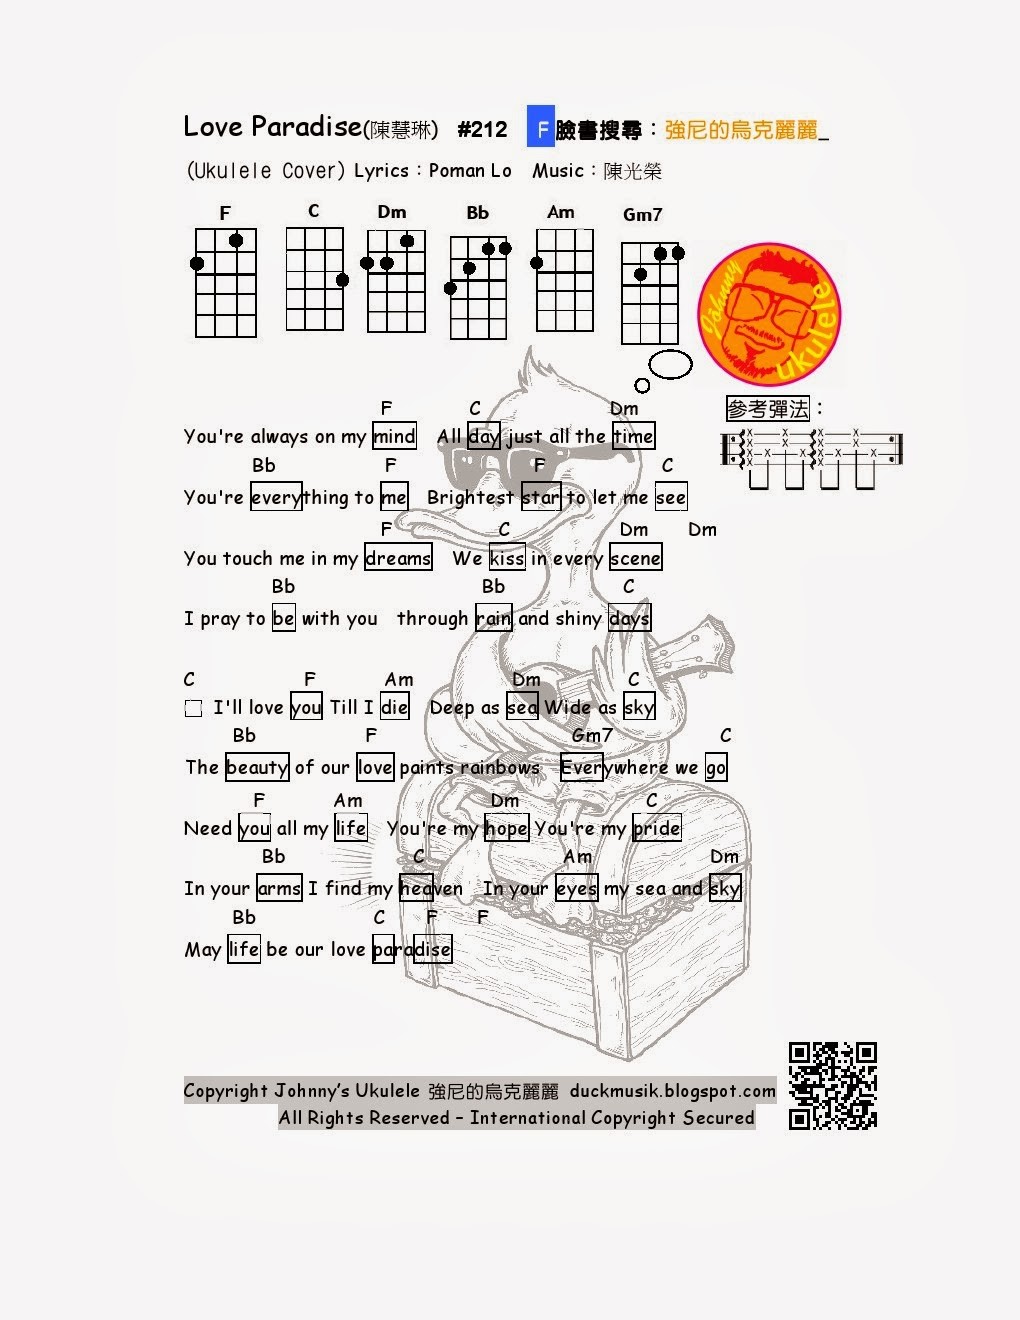 Love Paradise(陳慧琳) #212 F 臉書搜尋：強尼的烏克麗麗_
(Ukulele Cover) Lyrics：Poman Lo Music：陳光榮
F C Dm Bb Am Gm7
Johnny ukulele
參考彈法：
F C Dm
You're always on my mind All day just all the time
Bb F F C
You're everything to me Brightest star to let me see
F C Dm Dm
You touch me in my dreams We kiss in every scene
Bb Bb C
I pray to be with you through rain and shiny days
C F Am Dm C
I'll love you Till I die Deep as sea Wide as sky
Bb F Gm7 C
The beauty of our love paints rainbows Everywhere we go
F Am Dm C
Need you all my life You're my hope You're my pride
Bb C Am Dm
In your arms I find my heaven In your eyes my sea and sky
Bb C F F
May life be our love paradise
Copyright Johnny's Ukulele 強尼的烏克麗麗 duckmusik.blogspot.com
All Rights Reserved – International Copyright Secured